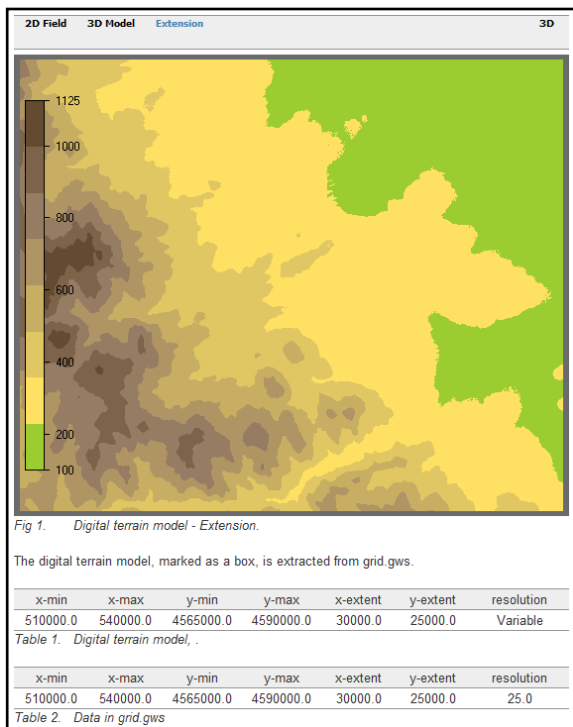 2D Field 3D Model Extension 3D
1125
1000
800
600
400
200
100
Fig 1. Digital terrain model - Extension.
The digital terrain model, marked as a box, is extracted from grid.gws.
x-min x-max y-min y-max x-extent y-extent resolution
510000.0 540000.0 4565000.0 4590000.0 30000.0 25000.0 Variable
Table 1. Digital terrain model, .
x-min x-max y-min y-max x-extent y-extent resolution
510000.0 540000.0 4565000.0 4590000.0 30000.0 25000.0 25.0
Table 2. Data in grid.gws